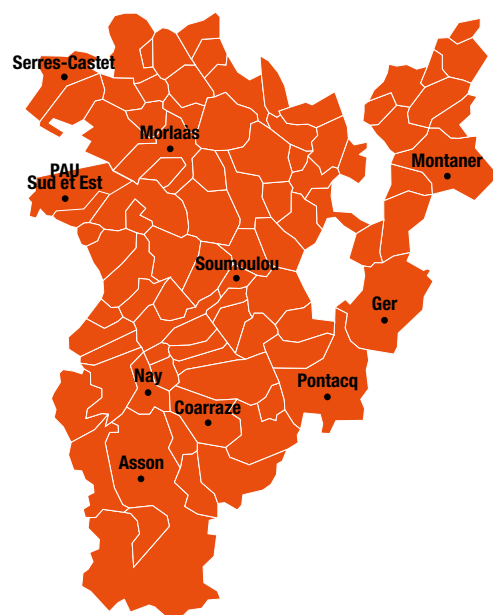 Serres-Castet
Morlaàs
PAU
Sud et Est
Montaner
Soumoulou
Ger
Nay
Pontacq
Coarraze
Asson